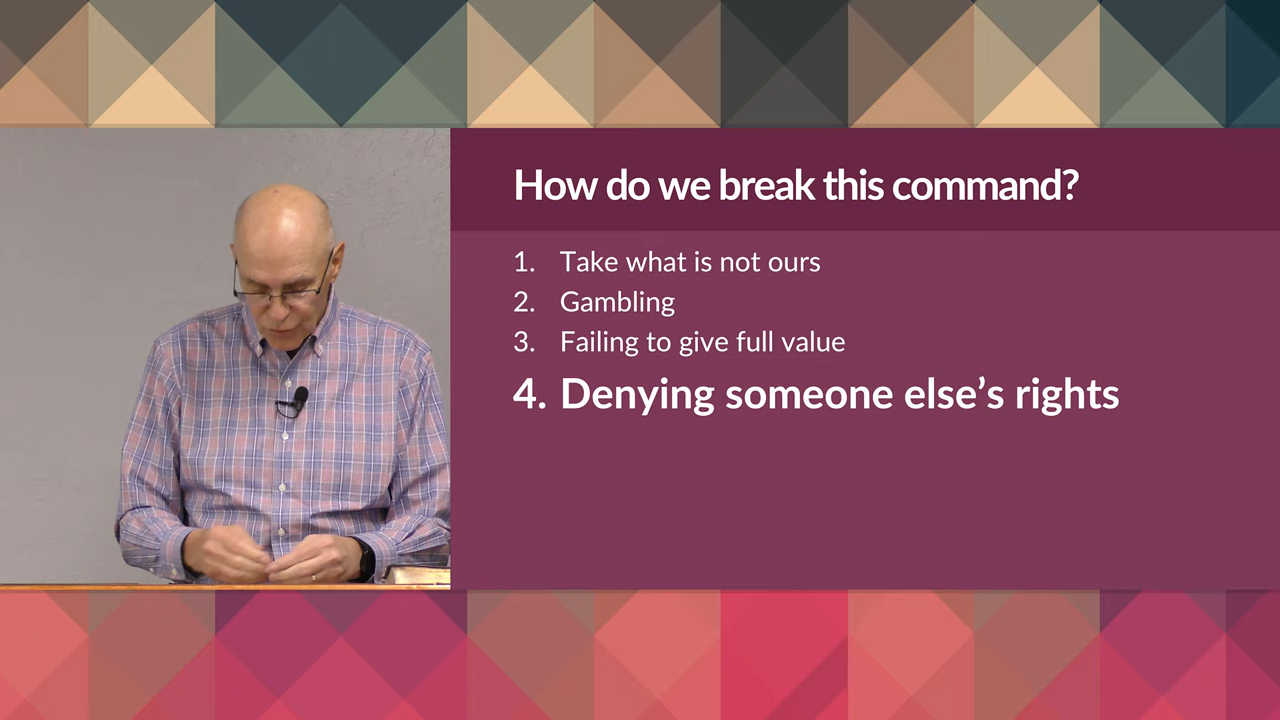 How do we break this command?
1. Take what is not ours
2. Gambling
3. Failing to give full value
4. Denying someone else’s rights